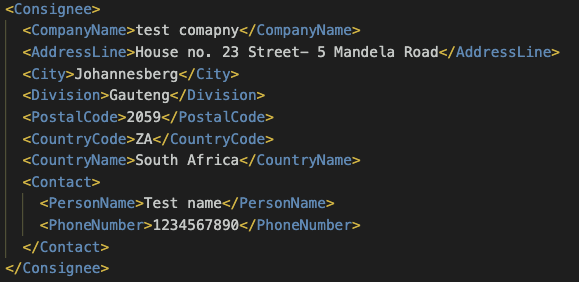 <Consignee>
<CompanyName>test comapny</CompanyName>
<AddressLine>House no. 23 Street– 5 Mandela Road</AddressLine>
<City>Johannesberg</City>
<Division>Gauteng</Division>
<PostalCode>2059</PostalCode>
<CountryCode>ZA</CountryCode>
<CountryName>South Africa</CountryName>
<Contact>
<PersonName>Test name</PersonName>
<PhoneNumber>1234567890</PhoneNumber>
</Contact>
</Consignee>